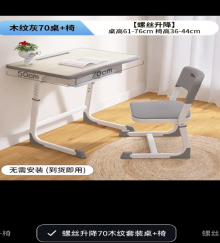 木纹灰70桌+椅
【螺丝升降】
桌高61-76cm 椅高36-44cm
50cm
70cm
无需安装 (到货即用)
螺丝升降70木纹套装桌+椅